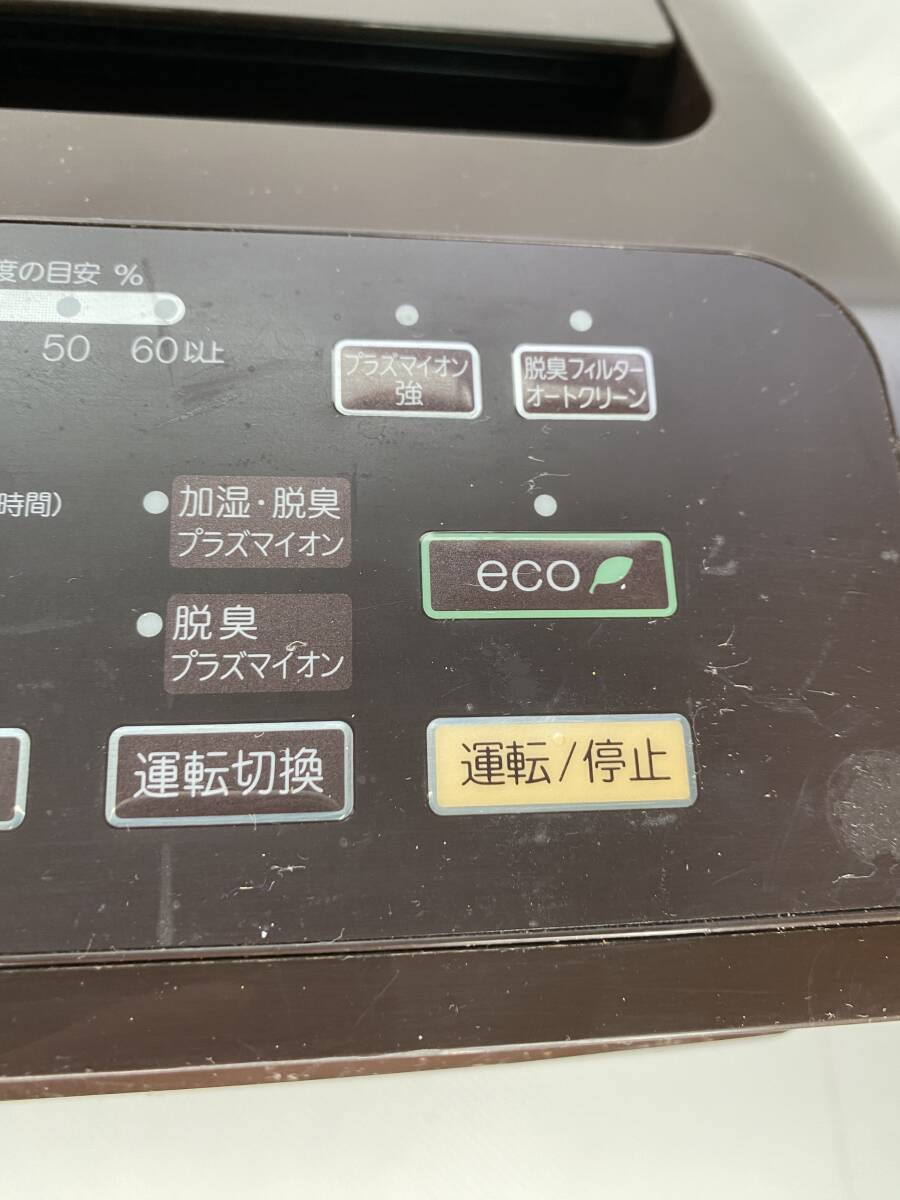 度の目安 %
50 60以上
プラズマイオン
強
脱臭フィルター
オートクリーン
時間)
加湿・脱臭
プラズマイオン
eco
脱臭
プラズマイオン
運転切換
運転/停止